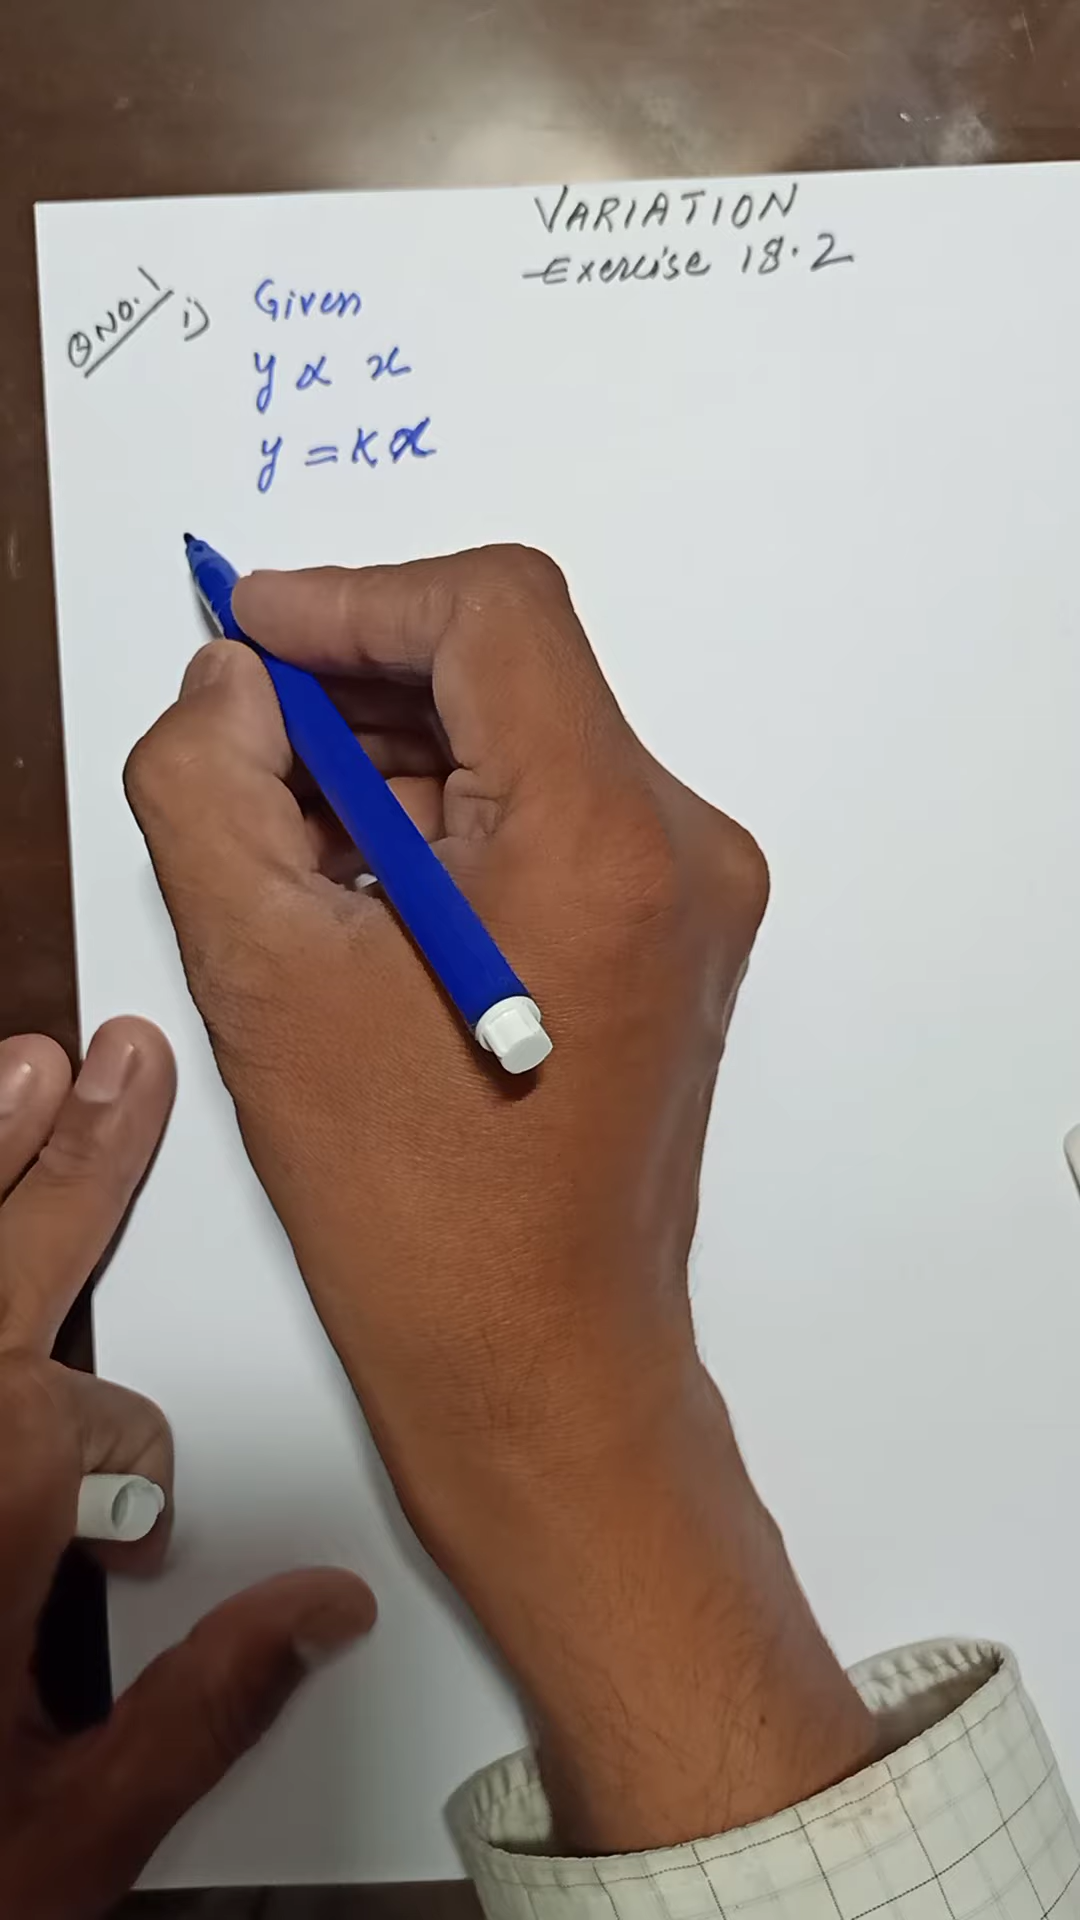 VARIATION
Exercise 18.2
Q NO.1 i) Given
y ∝ x
y = Kx